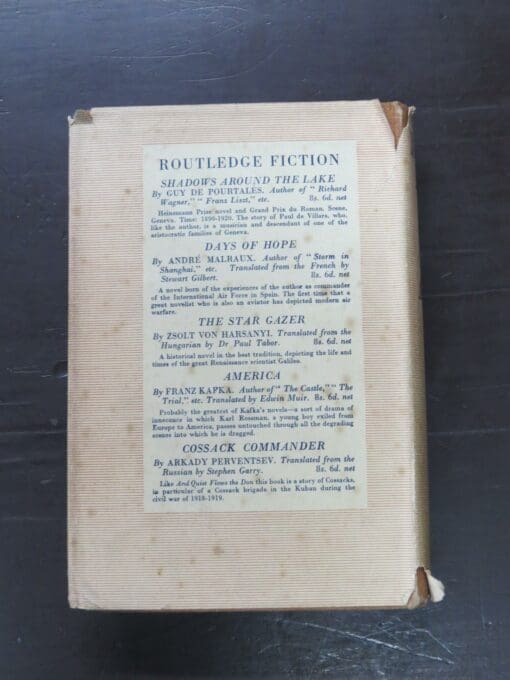 ROUTLEDGE FICTION
SHADOWS AROUND THE LAKE
By GUY DE POURTALES. Author of "Richard
Wagner," "Franz Liszt," etc. 8s. 6d. net
Heinemann Prize novel and Grand Prix du Roman. Scene,
Geneva. Time: 1890-1920. The story of Paul de Villars, who,
like the author, is a musician and descendant of one of the
aristocratic families of Geneva.
DAYS OF HOPE
By ANDRÉ MALRAUX. Author of "Storm in
Shanghai," etc. Translated from the French by
Stewart Gilbert. 8s. 6d. net
A novel born of the experiences of the author as commander
of the International Air Force in Spain. The first time that a
great novelist who is also an aviator has depicted modern air
warfare.
THE STAR GAZER
By ZSOLT VON HARSANYI. Translated from the
Hungarian by Dr Paul Tabor. 8s. 6d. net
A historical novel in the best tradition, depicting the life and
times of the great Renaissance scientist Galileo.
AMERICA
By FRANZ KAFKA. Author of "The Castle," "The
Trial," etc. Translated by Edwin Muir. 8s. 6d. net
Probably the greatest of Kafka's novels—a sort of drama of
innocence in which Karl Rossman, a young boy exiled from
Europe to America, passes untouched through all the degrading
scenes into which he is dragged.
COSSACK COMMANDER
By ARKADY PERVENTSEV. Translated from the
Russian by Stephen Garry. 8s. 6d. net
Like And Quiet Flows the Don this book is a story of Cossacks,
in particular of a Cossack brigade in the Kuban during the
civil war of 1918-1919.